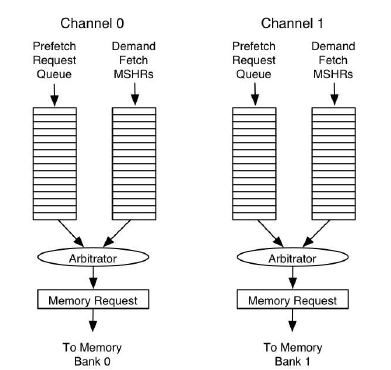 Channel 0
Prefetch
Request
Queue
Demand
Fetch
MSHRs
Arbitrator
Memory Request
To Memory
Bank 0
Channel 1
Prefetch
Request
Queue
Demand
Fetch
MSHRs
Arbitrator
Memory Request
To Memory
Bank 1